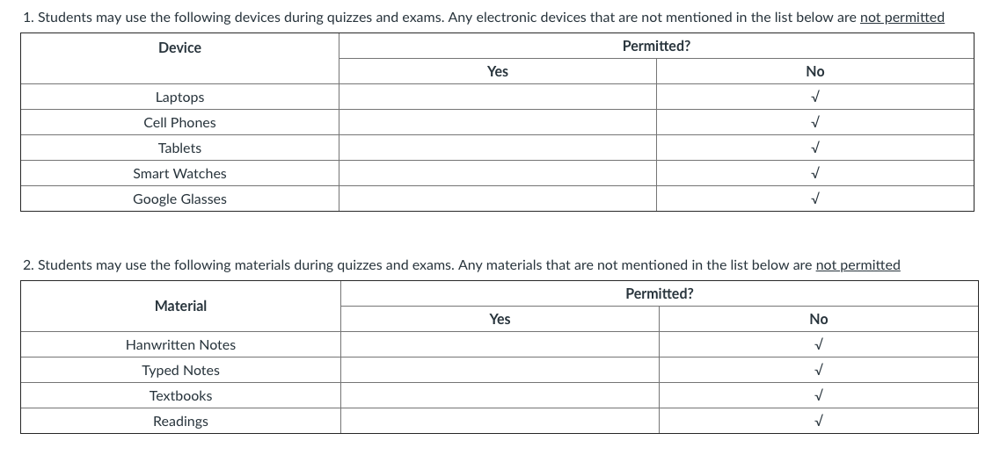 1. Students may use the following devices during quizzes and exams. Any electronic devices that are not mentioned in the list below are not permitted
Device Permitted?
Yes No
Laptops √
Cell Phones √
Tablets √
Smart Watches √
Google Glasses √
2. Students may use the following materials during quizzes and exams. Any materials that are not mentioned in the list below are not permitted
Material Permitted?
Yes No
Hanwritten Notes √
Typed Notes √
Textbooks √
Readings √